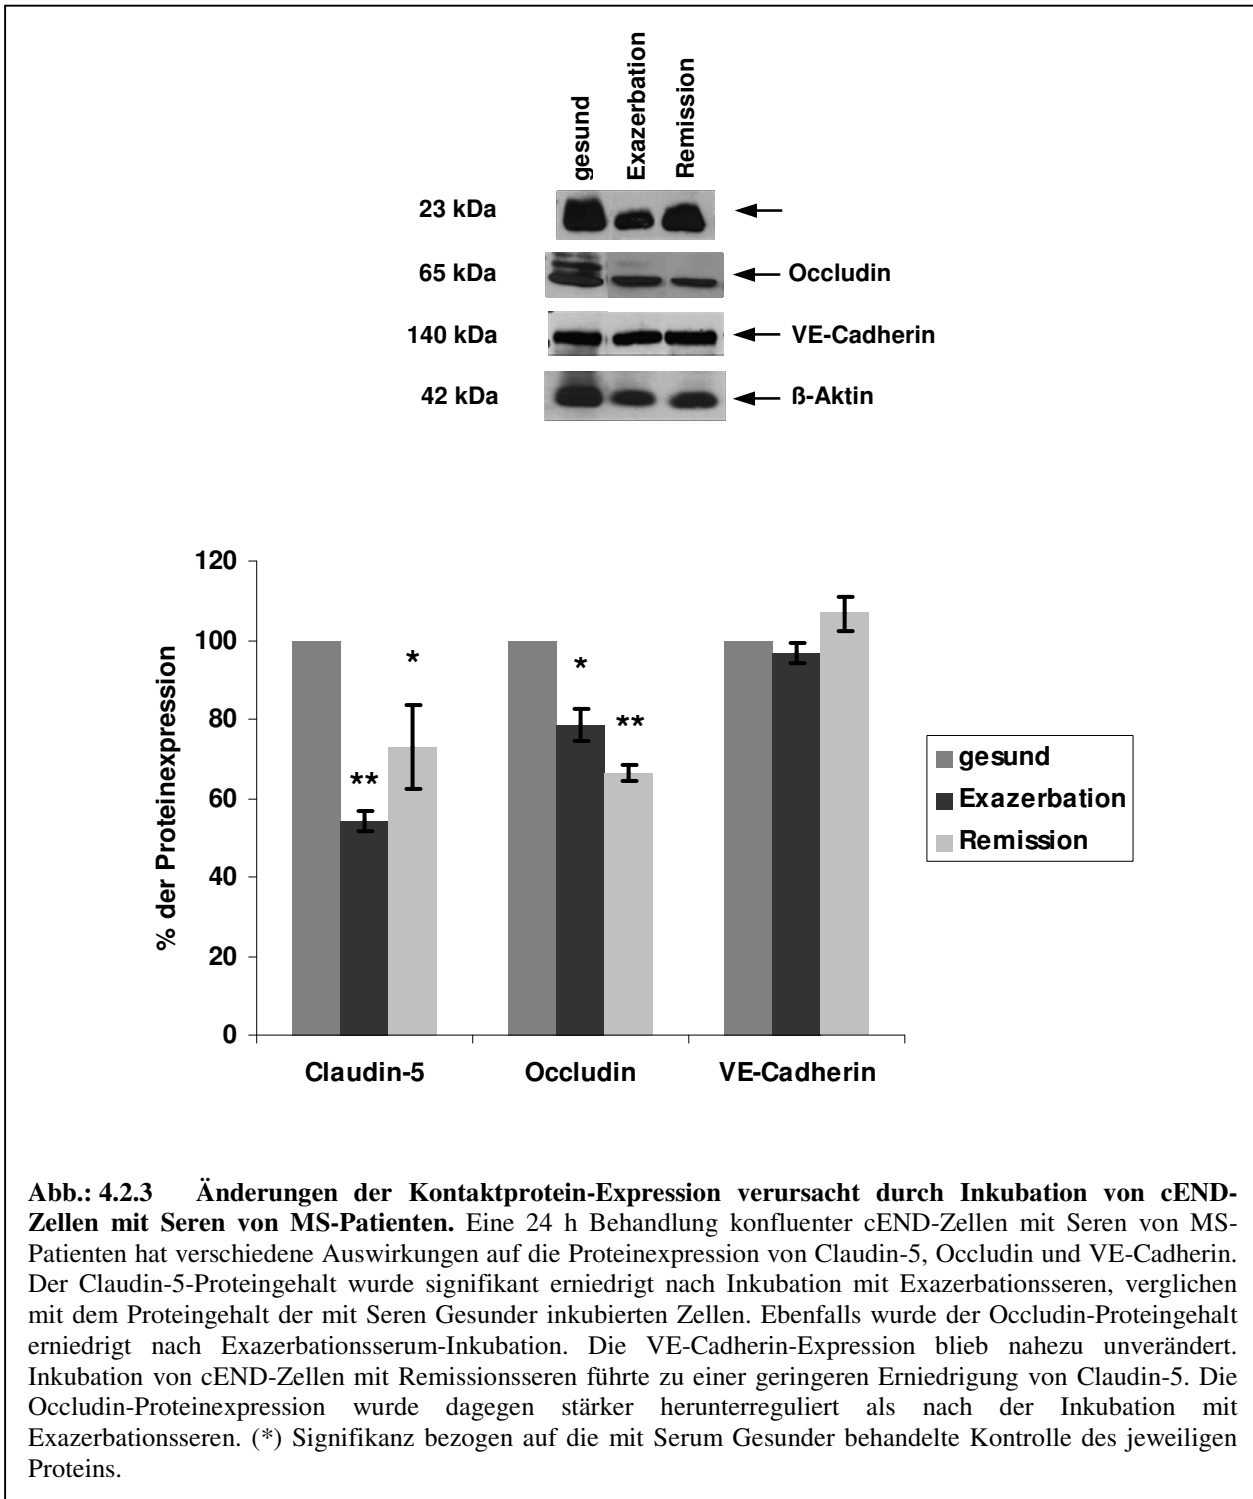 gesund
Exazerbation
Remission
23 kDa
65 kDa
Occludin
140 kDa
VE-Cadherin
42 kDa
ß-Aktin
% der Proteinexpression
120
100
80
60
40
20
0
*
**
*
**
Claudin-5
Occludin
VE-Cadherin
gesund
Exazerbation
Remission
Abb.: 4.2.3 Änderungen der Kontaktprotein-Expression verursacht durch Inkubation von cEND-
Zellen mit Seren von MS-Patienten. Eine 24 h Behandlung konfluenter cEND-Zellen mit Seren von MS-
Patienten hat verschiedene Auswirkungen auf die Proteinexpression von Claudin-5, Occludin und VE-Cadherin.
Der Claudin-5-Proteingehalt wurde signifikant erniedrigt nach Inkubation mit Exazerbationsseren, verglichen
mit dem Proteingehalt der mit Seren Gesunder inkubierten Zellen. Ebenfalls wurde der Occludin-Proteingehalt
erniedrigt nach Exazerbationsserum-Inkubation. Die VE-Cadherin-Expression blieb nahezu unverändert.
Inkubation von cEND-Zellen mit Remissionsseren führte zu einer geringeren Erniedrigung von Claudin-5. Die
Occludin-Proteinexpression wurde dagegen stärker herunterreguliert als nach der Inkubation mit
Exazerbationsseren. (*) Signifikanz bezogen auf die mit Serum Gesunder behandelte Kontrolle des jeweiligen
Proteins.